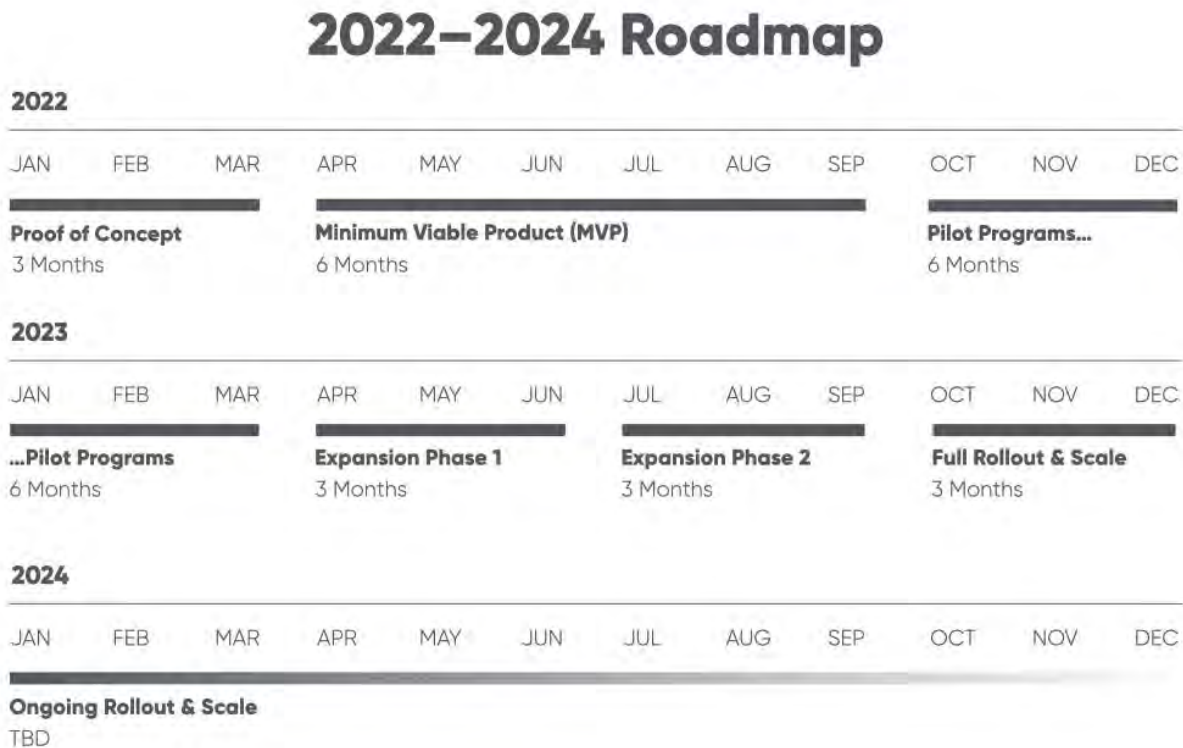 2022–2024 Roadmap
2022
JAN FEB MAR APR MAY JUN JUL AUG SEP OCT NOV DEC
Proof of Concept
3 Months
Minimum Viable Product (MVP)
6 Months
Pilot Programs...
6 Months
2023
JAN FEB MAR APR MAY JUN JUL AUG SEP OCT NOV DEC
...Pilot Programs
6 Months
Expansion Phase 1
3 Months
Expansion Phase 2
3 Months
Full Rollout & Scale
3 Months
2024
JAN FEB MAR APR MAY JUN JUL AUG SEP OCT NOV DEC
Ongoing Rollout & Scale
TBD